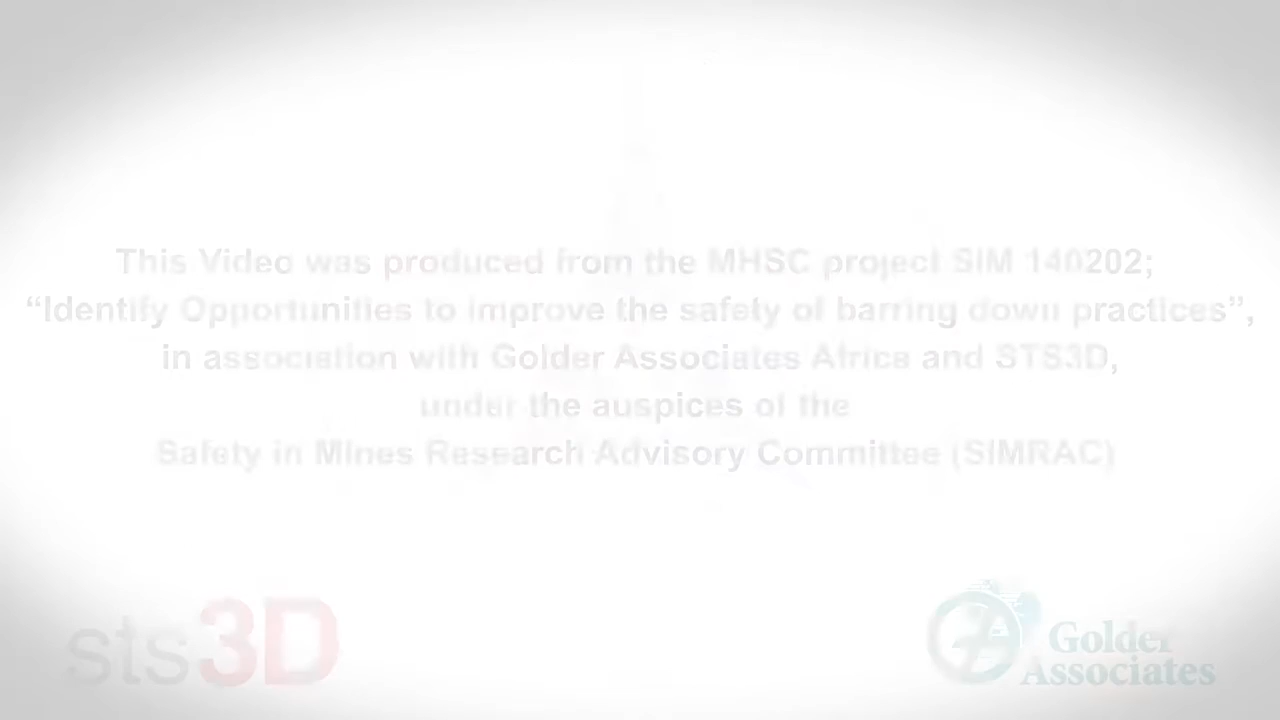 This Video was produced from the MHSC project SIM 140202;
“Identify Opportunities to improve the safety of barring down practices”,
in association with Golder Associates Africa and STS3D,
under the auspices of the
Safety in Mines Research Advisory Committee (SIMRAC)
sts3D
Golder
Associates